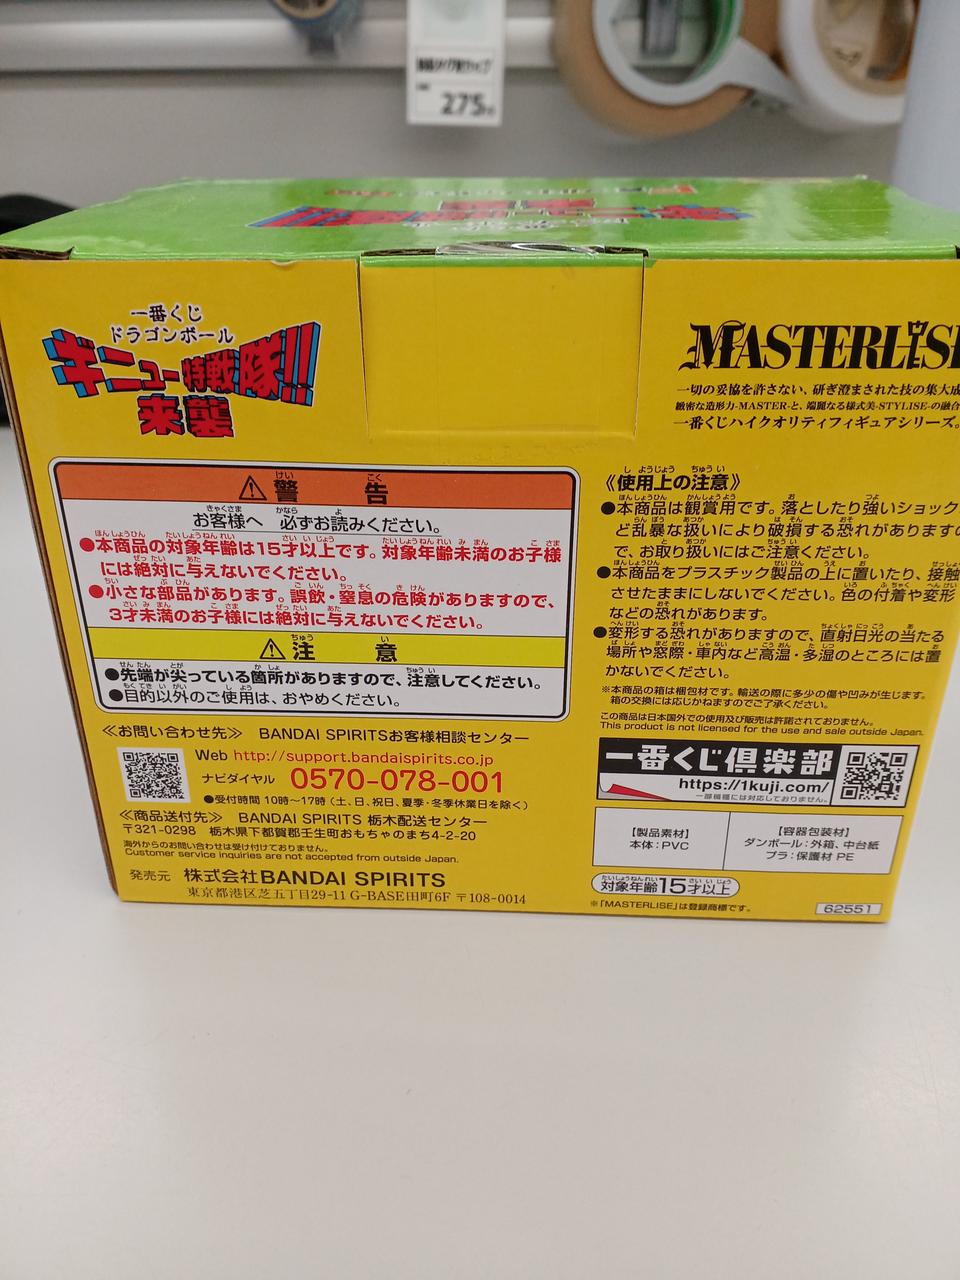 275
一番くじ
ドラゴンボール
ギニュー特戦隊!!!
来襲
MASTERLISE
一切の妥協を許さない、研ぎ澄まされた技の集大成
緻密な造形力-MASTER-と、端麗なる様式美-STYLISE-の融合
一番くじハイクオリティフィギュアシリーズ。
警告
お客様へ 必ずお読みください。
●本商品の対象年齢は15才以上です。対象年齢未満のお子様
には絶対に与えないでください。
●小さな部品があります。誤飲・窒息の危険がありますので、
3才未満のお子様には絶対に与えないでください。
注意
●先端が尖っている箇所がありますので、注意してください。
●目的以外のご使用は、おやめください。
《お問い合わせ先》 BANDAI SPIRITSお客様相談センター
Web http://support.bandaispirits.co.jp
ナビダイヤル 0570-078-001
●受付時間 10時〜17時(土、日、祝日、夏季・冬季休業日を除く)
《商品送付先》 BANDAI SPIRITS 栃木配送センター
〒321-0298 栃木県下都賀郡壬生町おもちゃのまち4-2-20
海外からのお問い合わせは受け付けておりません。
Customer service inquiries are not accepted from outside Japan.
発売元 株式会社BANDAI SPIRITS
東京都港区芝五丁目29-11 G-BASE田町6F 〒108-0014
《使用上の注意》
●本商品は観賞用です。落としたり強いショック
ど乱暴な扱いにより破損する恐れがありますの
で、お取り扱いにはご注意ください。
●本商品をプラスチック製品の上に置いたり、接触
させたままにしないでください。色の付着や変形
などの恐れがあります。
●変形する恐れがありますので、直射日光の当たる
場所や窓際・車内など高温・多湿のところには置
かないでください。
※本商品の箱は梱包材です。輸送の際に多少の傷や凹みが生じます。
箱の交換には応じかねますのでご了承ください。
この商品は日本国外での使用及び販売は許諾されておりません。
This product is not licensed for the use and sale outside Japan.
一番くじ倶楽部
https://1kuji.com/
一部機種には対応しておりません。
【製品素材】
本体:PVC
【容器包装材】
ダンボール:外箱、中台紙
プラ:保護材 PE
対象年齢15才以上
※「MASTERLISE」は登録商標です。
62551